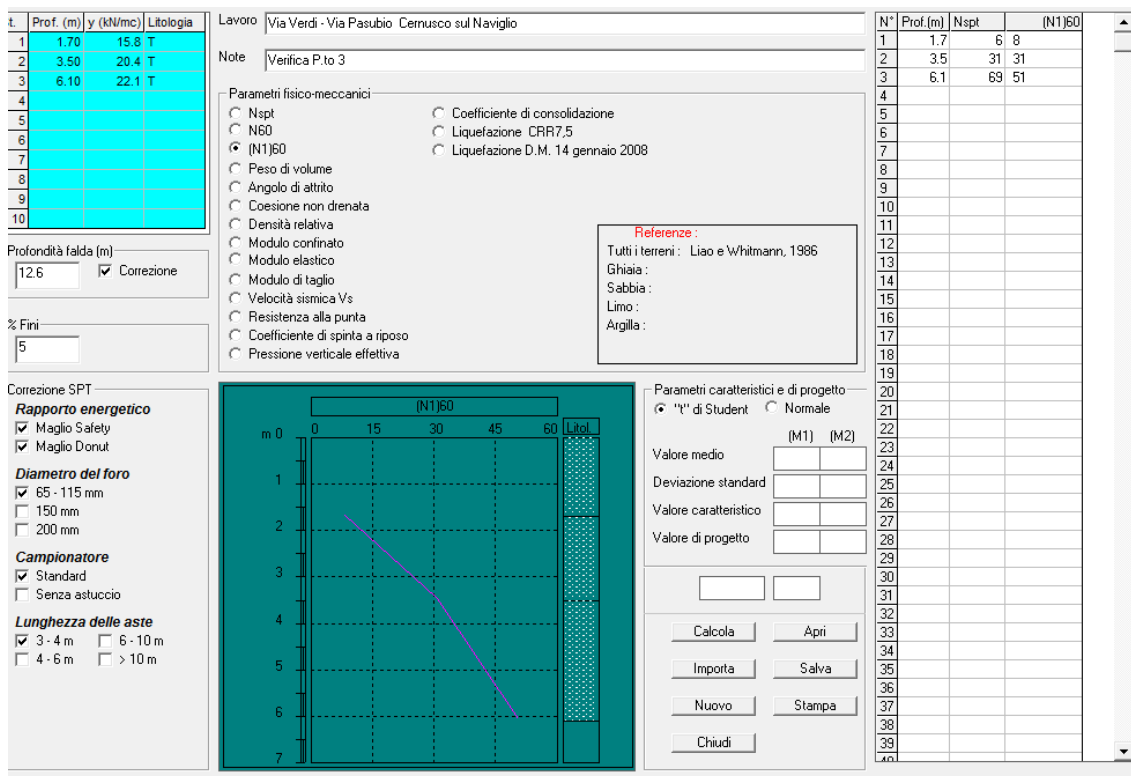 t. Prof. (m) y (kN/mc) Litologia
1 1.70 15.8 T
2 3.50 20.4 T
3 6.10 22.1 T
4
5
6
7
8
9
10
Profondità falda (m)
12.6 Correzione
% Fini
5
Correzione SPT
Rapporto energetico
Maglio Safety
Maglio Donut
Diametro del foro
65 - 115 mm
150 mm
200 mm
Campionatore
Standard
Senza astuccio
Lunghezza delle aste
3 - 4 m 6 - 10 m
4 - 6 m > 10 m
Lavoro Via Verdi - Via Pasubio Cernusco sul Naviglio
Note Verifica P.to 3
Parametri fisico-meccanici
Nspt
N60
(N1)60
Peso di volume
Angolo di attrito
Coesione non drenata
Densità relativa
Modulo confinato
Modulo elastico
Modulo di taglio
Velocità sismica Vs
Resistenza alla punta
Coefficiente di spinta a riposo
Pressione verticale effettiva
Coefficiente di consolidazione
Liquefazione CRR7,5
Liquefazione D.M. 14 gennaio 2008
Referenze :
Tutti i terreni : Liao e Whitmann, 1986
Ghiaia :
Sabbia :
Limo :
Argilla :
(N1)60
m 0 0 15 30 45 60 Litol.
1
2
3
4
5
6
7
Parametri caratteristici e di progetto
"t" di Student Normale
(M1) (M2)
Valore medio
Deviazione standard
Valore caratteristico
Valore di progetto
Calcola Apri
Importa Salva
Nuovo Stampa
Chiudi
N° Prof.(m) Nspt (N1)60
1 1.7 6 8
2 3.5 31 31
3 6.1 69 51
4
5
6
7
8
9
10
11
12
13
14
15
16
17
18
19
20
21
22
23
24
25
26
27
28
29
30
31
32
33
34
35
36
37
38
39
40